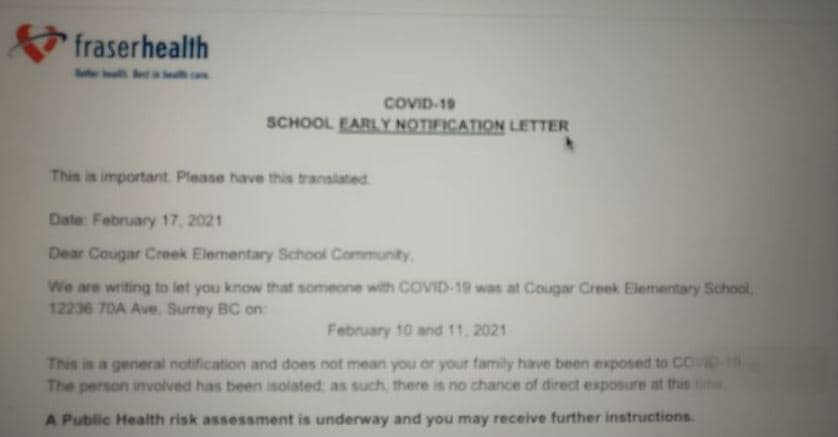 fraserhealth
Better health. Best in health care.
COVID-19
SCHOOL EARLY NOTIFICATION LETTER
This is important. Please have this translated.
Date: February 17, 2021
Dear Cougar Creek Elementary School Community,
We are writing to let you know that someone with COVID-19 was at Cougar Creek Elementary School,
12236 70A Ave, Surrey BC on:
February 10 and 11, 2021
This is a general notification and does not mean you or your family have been exposed to COVID-19.
The person involved has been isolated; as such, there is no chance of direct exposure at this time.
A Public Health risk assessment is underway and you may receive further instructions.